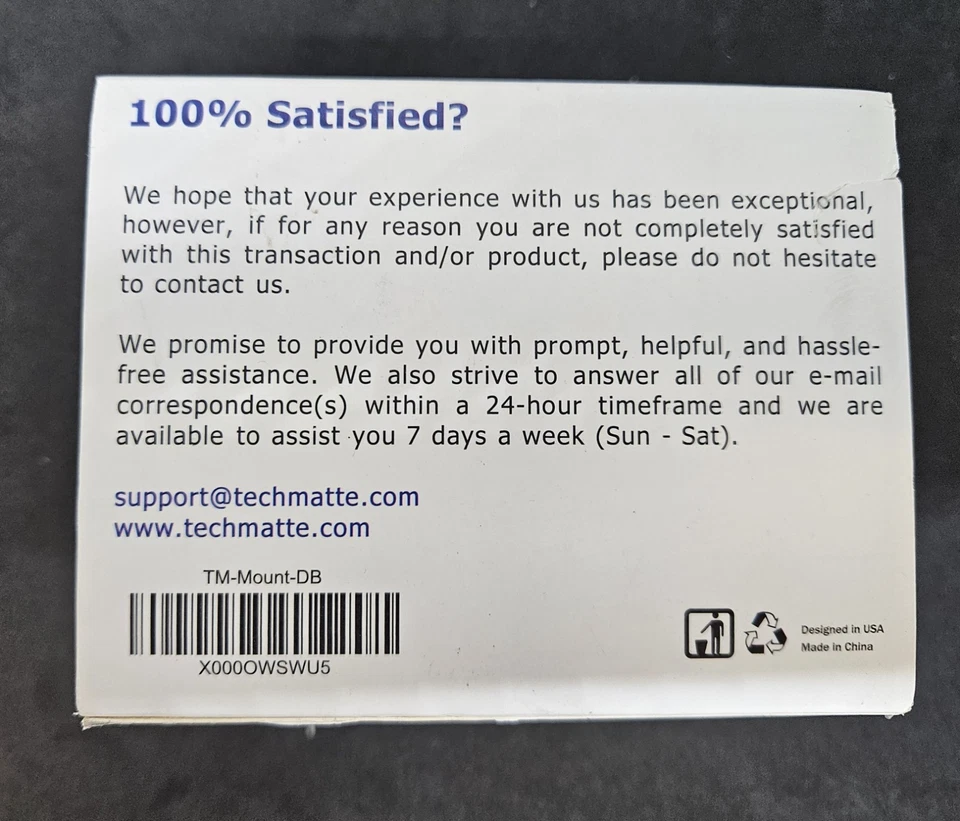 100% Satisfied?
We hope that your experience with us has been exceptional,
however, if for any reason you are not completely satisfied
with this transaction and/or product, please do not hesitate
to contact us.
We promise to provide you with prompt, helpful, and hassle-
free assistance. We also strive to answer all of our e-mail
correspondence(s) within a 24-hour timeframe and we are
available to assist you 7 days a week (Sun - Sat).
support@techmatte.com
www.techmatte.com
TM-Mount-DB
X000OWSWU5
Designed in USA
Made in China